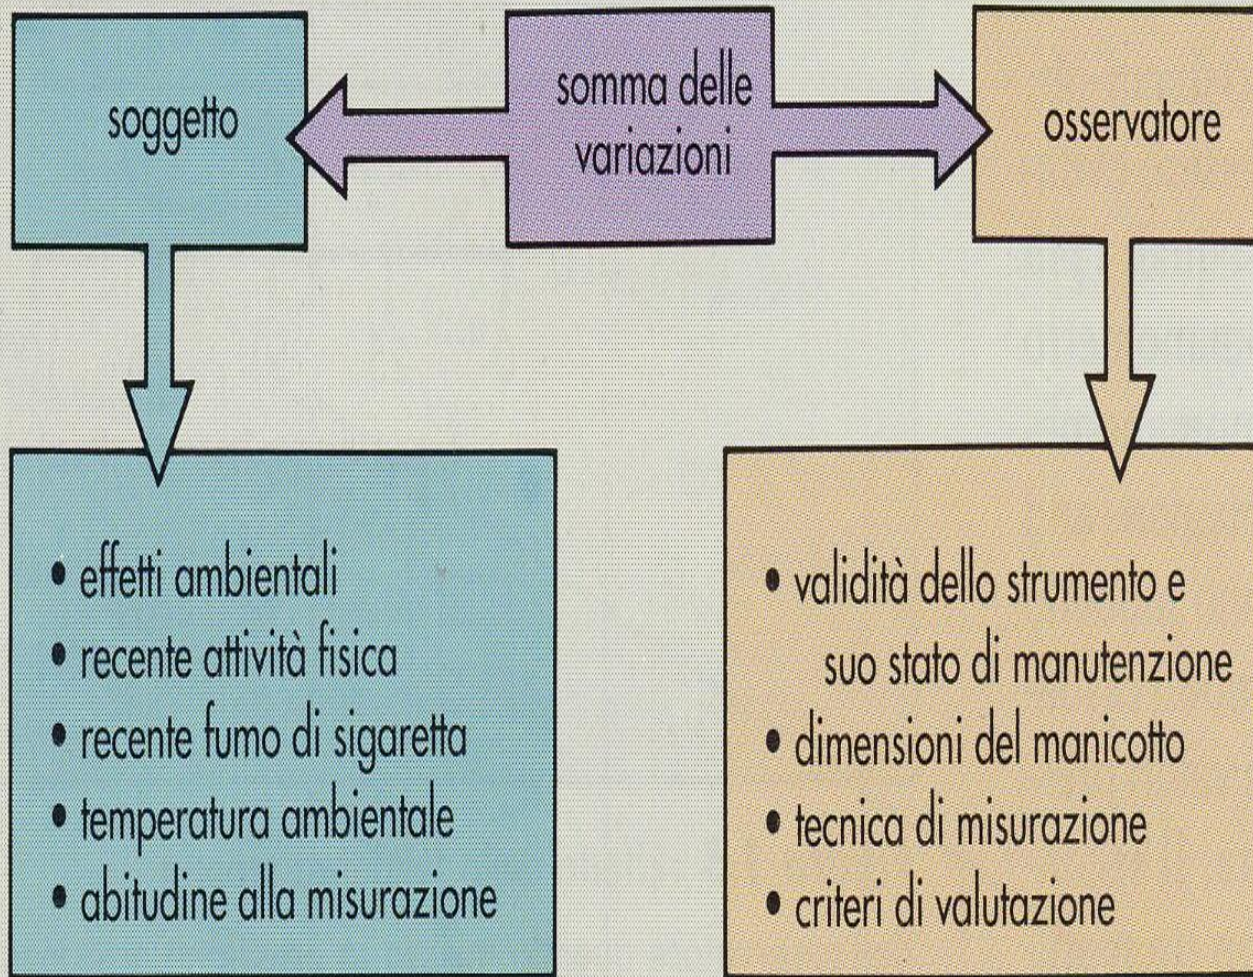 soggetto
somma delle
variazioni
osservatore
• effetti ambientali
• recente attività fisica
• recente fumo di sigaretta
• temperatura ambientale
• abitudine alla misurazione
• validità dello strumento e
suo stato di manutenzione
• dimensioni del manicotto
• tecnica di misurazione
• criteri di valutazione